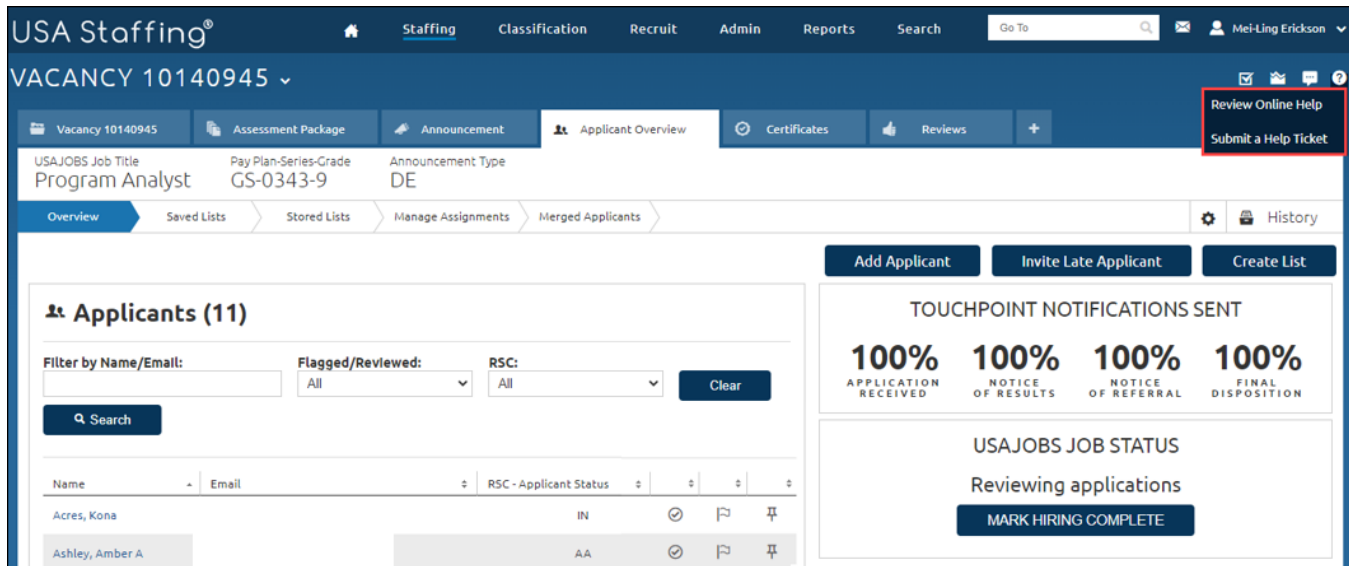 USA Staffing®
Staffing Classification Recruit Admin Reports Search Go To Mei-Ling Erickson
VACANCY 10140945
Review Online Help
Submit a Help Ticket
Vacancy 10140945 Assessment Package Announcement Applicant Overview Certificates Reviews +
USAJOBS Job Title Pay Plan-Series-Grade Announcement Type
Program Analyst GS-0343-9 DE
Overview Saved Lists Stored Lists Manage Assignments Merged Applicants History
Add Applicant Invite Late Applicant Create List
Applicants (11)
Filter by Name/Email: Flagged/Reviewed: RSC:
All All Clear
Search
Name Email RSC - Applicant Status
Acres, Kona IN
Ashley, Amber A AA
TOUCHPOINT NOTIFICATIONS SENT
100% 100% 100% 100%
APPLICATION NOTICE NOTICE FINAL
RECEIVED OF RESULTS OF REFERRAL DISPOSITION
USAJOBS JOB STATUS
Reviewing applications
MARK HIRING COMPLETE